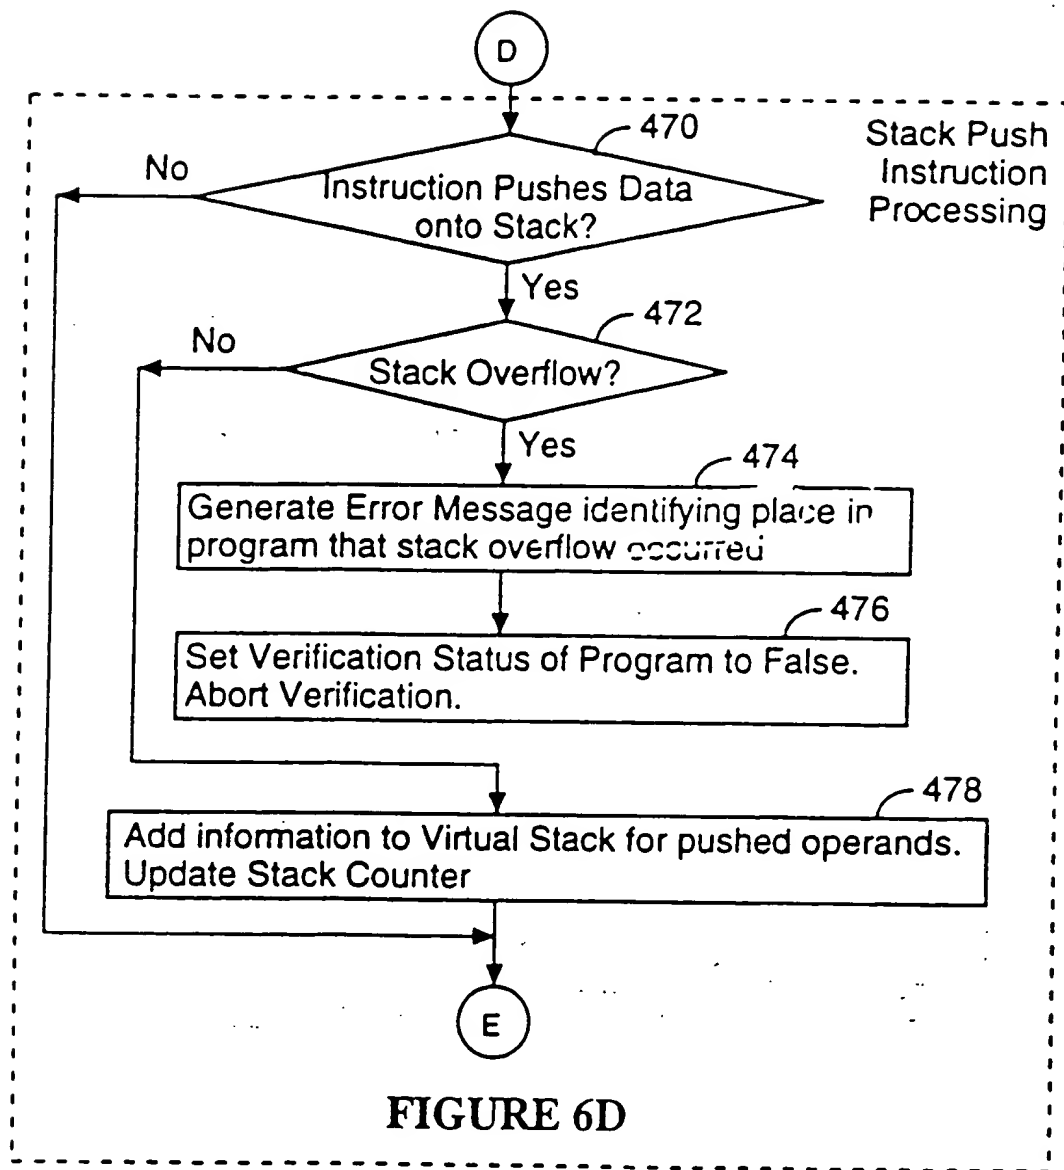 D
470
Stack Push
Instruction
Processing
No
Instruction Pushes Data
onto Stack?
Yes
472
No
Stack Overflow?
Yes
474
Generate Error Message identifying place in
program that stack overflow occurred
476
Set Verification Status of Program to False.
Abort Verification.
478
Add information to Virtual Stack for pushed operands.
Update Stack Counter
E
FIGURE 6D